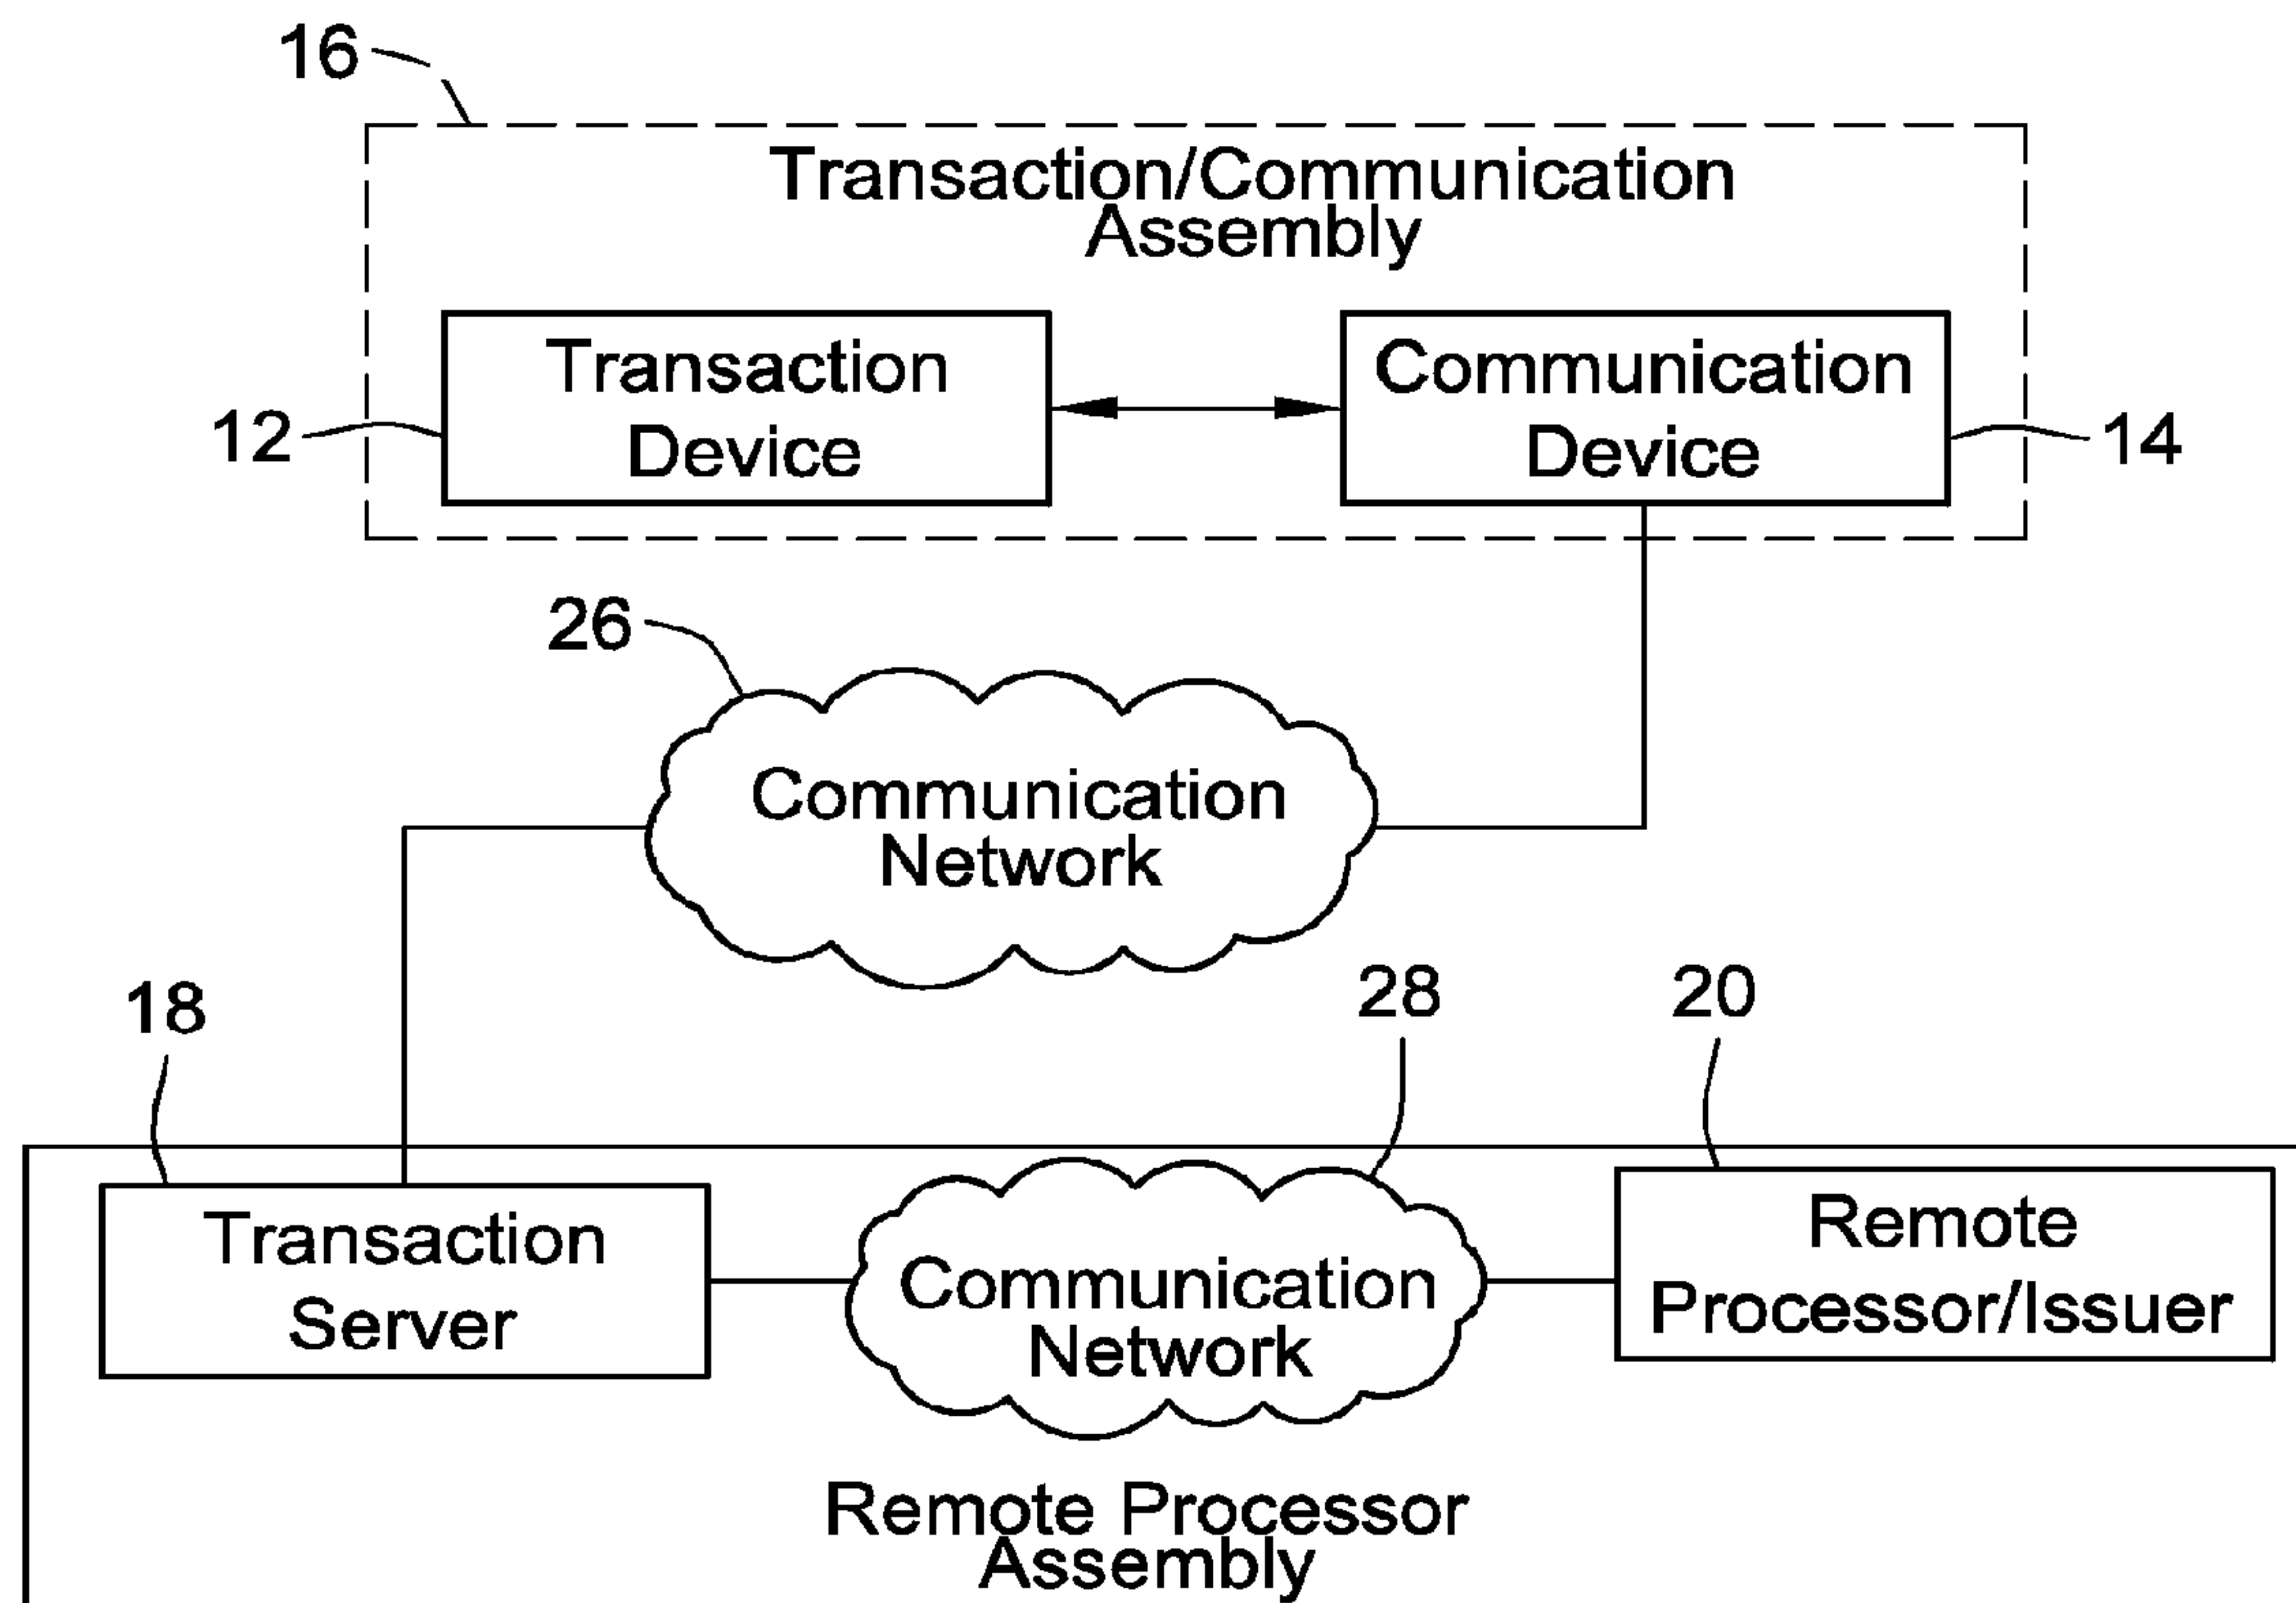 16
Transaction/Communication
Assembly
Transaction
Device
Communication
Device
12
14
26
Communication
Network
18
28
20
Transaction
Server
Communication
Network
Remote
Processor/Issuer
Remote Processor
Assembly